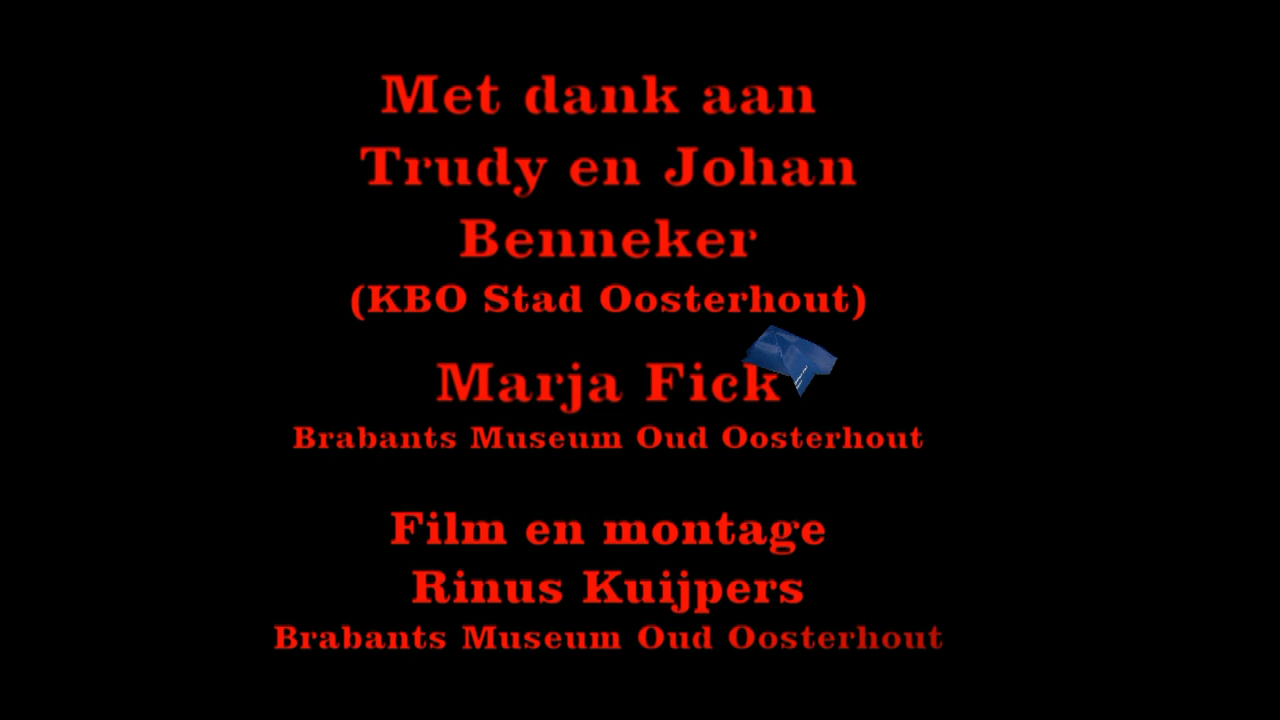 Met dank aan
Trudy en Johan
Benneker
(KBO Stad Oosterhout)
Marja Fick
Brabants Museum Oud Oosterhout
Film en montage
Rinus Kuijpers
Brabants Museum Oud Oosterhout